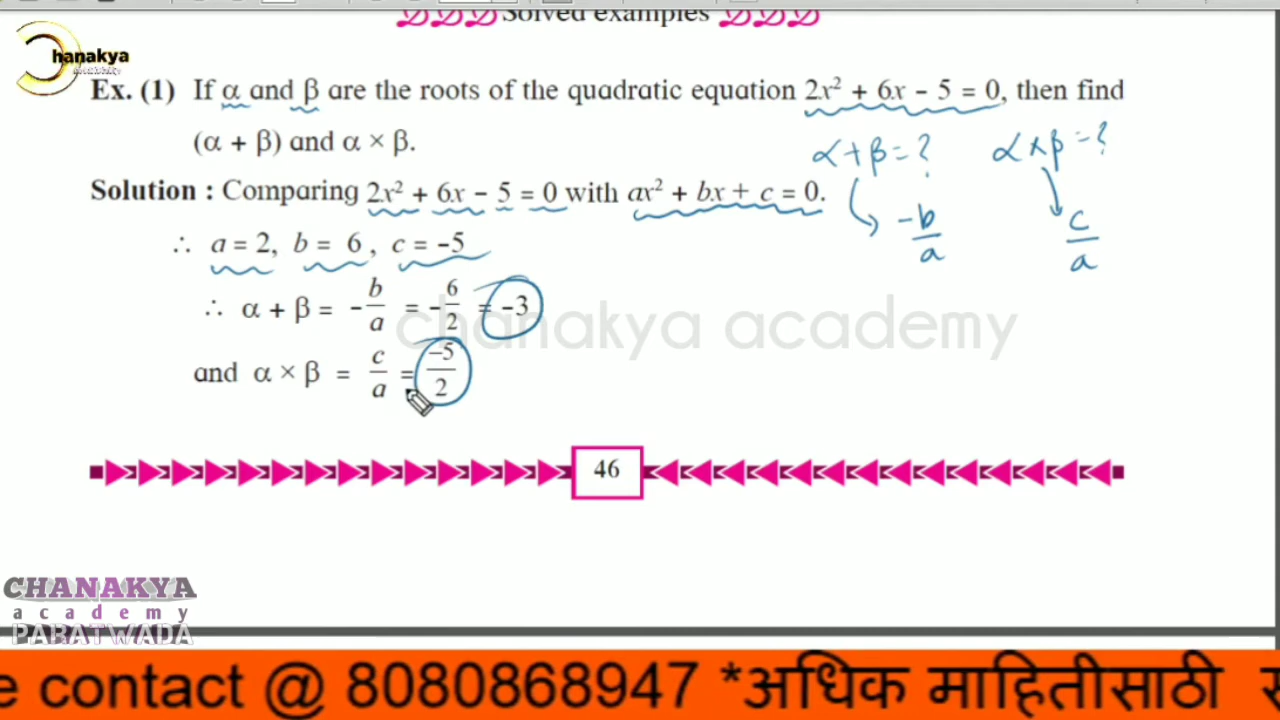 Solved examples
hanakya
Ex. (1) If α and β are the roots of the quadratic equation 2x² + 6x − 5 = 0, then find
(α + β) and α × β.
α+β=? α×β=?
Solution : Comparing 2x² + 6x − 5 = 0 with ax² + bx + c = 0.
-b/a c/a
∴ a = 2, b = 6 , c = −5
∴ α + β = −b/a = −6/2 = −3
chanakya academy
and α × β = c/a = −5/2
46
CHANAKYA
academy
PABATWADA
e contact @ 8080868947 *अधिक माहितीसाठी